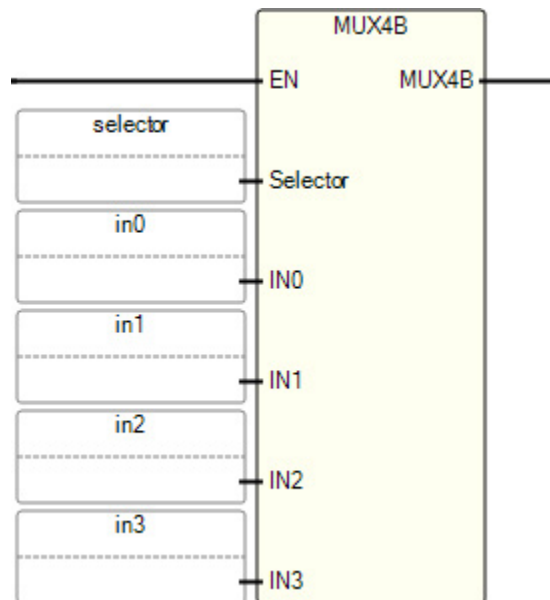 MUX4B
EN MUX4B
selector
Selector
in0
IN0
in1
IN1
in2
IN2
in3
IN3